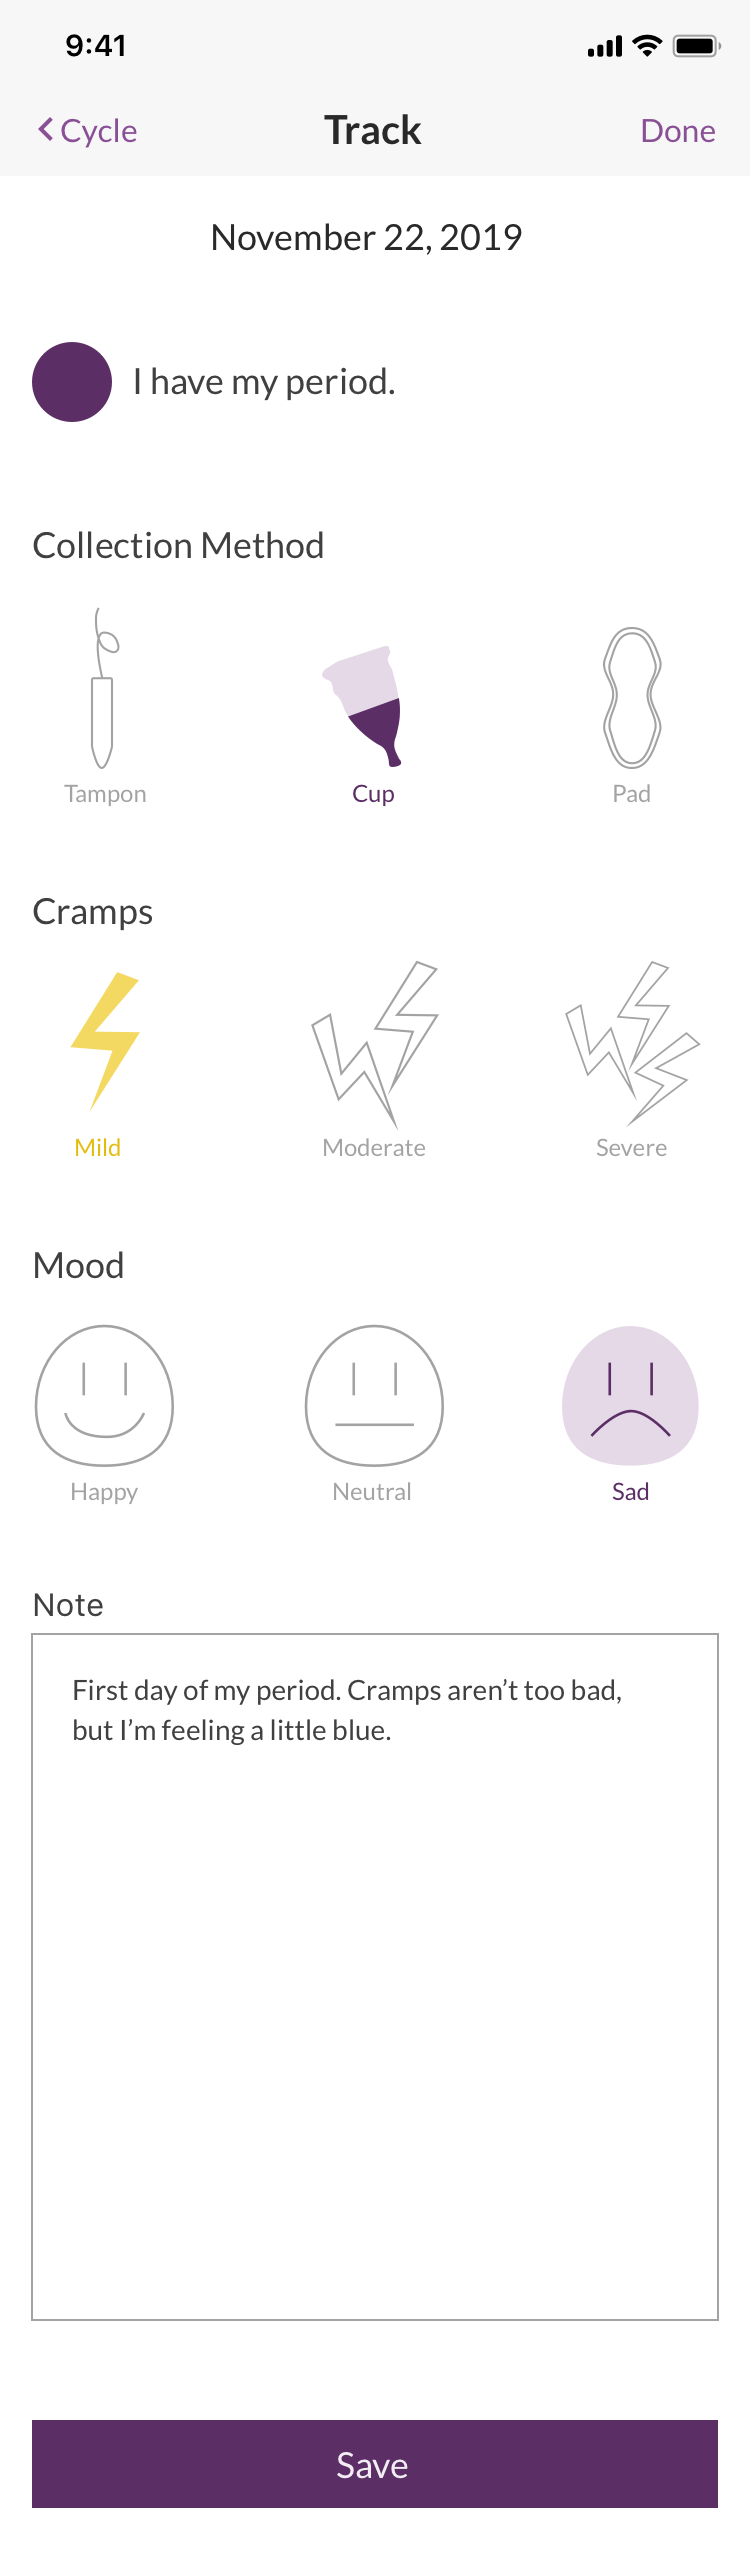 9:41
Cycle
Track
Done
November 22, 2019
I have my period.
Collection Method
Tampon
Cup
Pad
Cramps
Mild
Moderate
Severe
Mood
Happy
Neutral
Sad
Note
First day of my period. Cramps aren’t too bad,
but I’m feeling a little blue.
Save